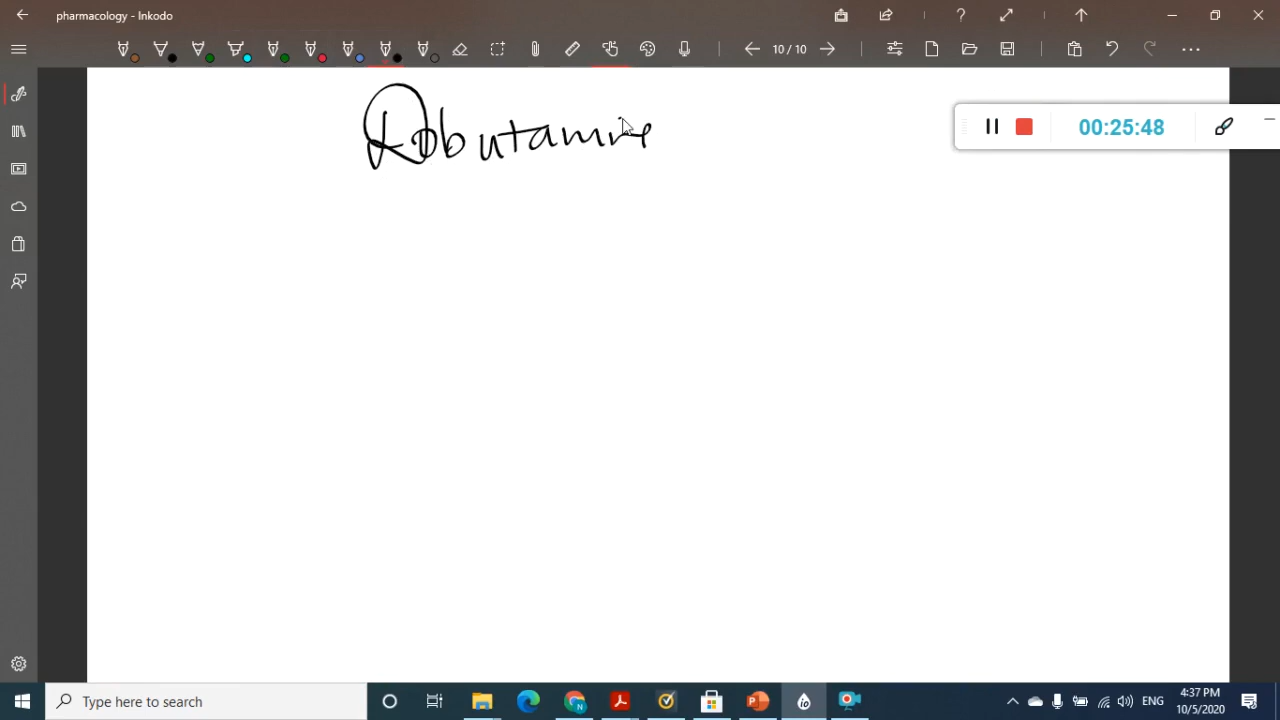 pharmacology - Inkodo
10 / 10
Dobutamine
00:25:48
Type here to search
ENG
4:37 PM
10/5/2020